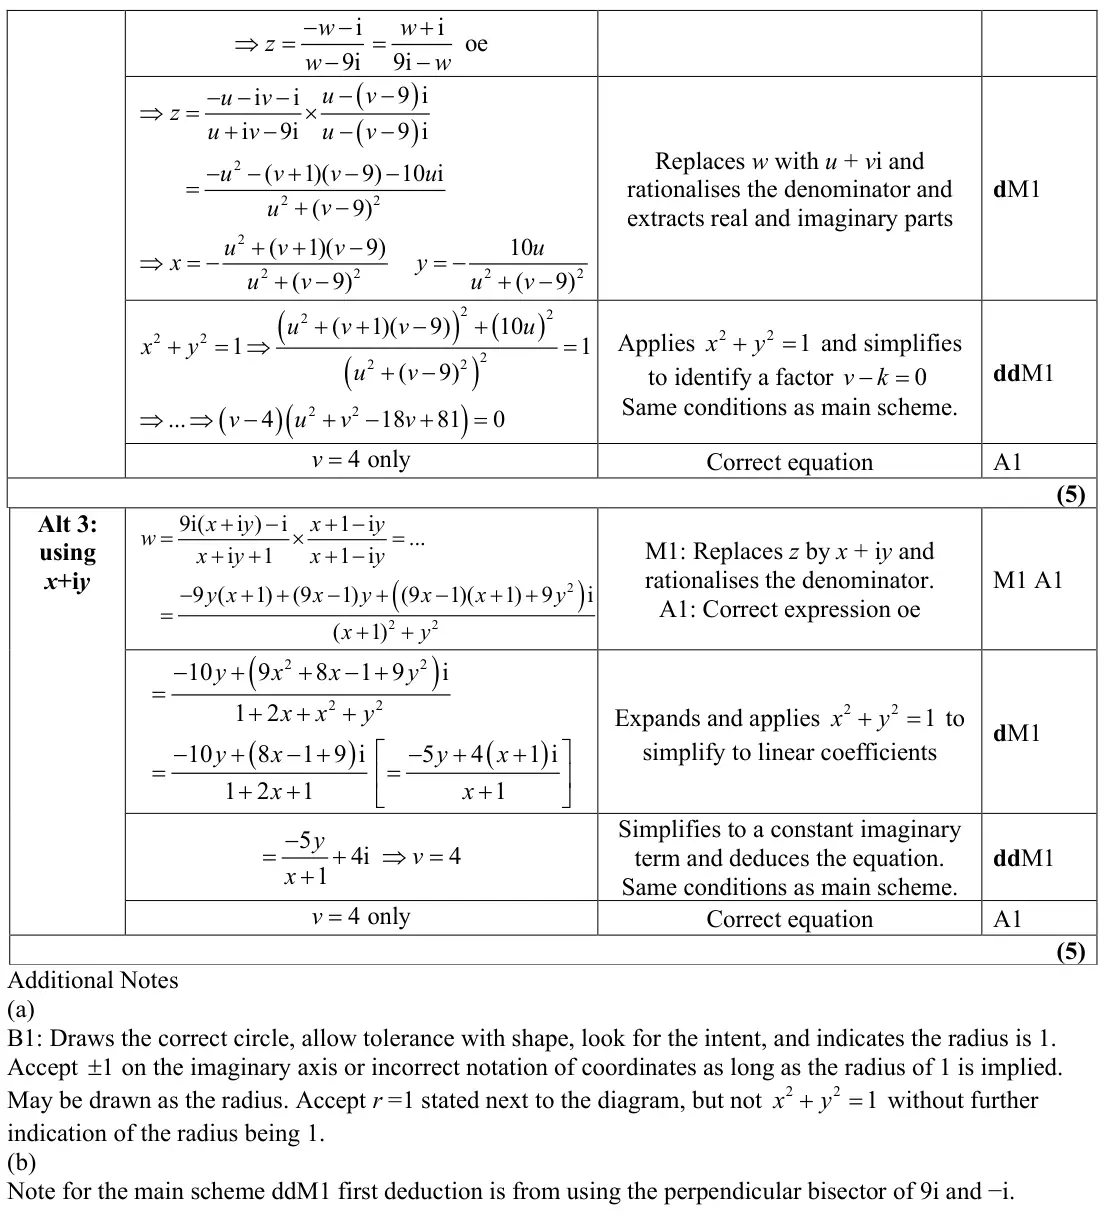 ⇒ z = (−w − i)/(w − 9i) = (w + i)/(9i − w) oe
⇒ z = (−u − iv − i)/(u + iv − 9i) × (u − (v − 9)i)/(u − (v − 9)i)
= (−u² − (v + 1)(v − 9) − 10ui)/(u² + (v − 9)²)
⇒ x = −(u² + (v + 1)(v − 9))/(u² + (v − 9)²) y = −10u/(u² + (v − 9)²)
Replaces w with u + vi and
rationalises the denominator and
extracts real and imaginary parts
dM1
x² + y² = 1 ⇒ ((u² + (v + 1)(v − 9))² + (10u)²)/(u² + (v − 9)²)² = 1
⇒ ... ⇒ (v − 4)(u² + v² − 18v + 81) = 0
Applies x² + y² = 1 and simplifies
to identify a factor v − k = 0
Same conditions as main scheme.
ddM1
v = 4 only
Correct equation
A1
(5)
Alt 3:
using
x+iy
w = (9i(x + iy) − i)/(x + iy + 1) × (x + 1 − iy)/(x + 1 − iy) = ...
= (−9y(x + 1) + (9x − 1)y + ((9x − 1)(x + 1) + 9y²)i)/((x + 1)² + y²)
M1: Replaces z by x + iy and
rationalises the denominator.
A1: Correct expression oe
M1 A1
= (−10y + (9x² + 8x − 1 + 9y²)i)/(1 + 2x + x² + y²)
= (−10y + (8x − 1 + 9)i)/(1 + 2x + 1) [= (−5y + 4(x + 1)i)/(x + 1)]
Expands and applies x² + y² = 1 to
simplify to linear coefficients
dM1
= −5y/(x + 1) + 4i ⇒ v = 4
Simplifies to a constant imaginary
term and deduces the equation.
Same conditions as main scheme.
ddM1
v = 4 only
Correct equation
A1
(5)
Additional Notes
(a)
B1: Draws the correct circle, allow tolerance with shape, look for the intent, and indicates the radius is 1.
Accept ±1 on the imaginary axis or incorrect notation of coordinates as long as the radius of 1 is implied.
May be drawn as the radius. Accept r =1 stated next to the diagram, but not x² + y² = 1 without further
indication of the radius being 1.
(b)
Note for the main scheme ddM1 first deduction is from using the perpendicular bisector of 9i and −i.